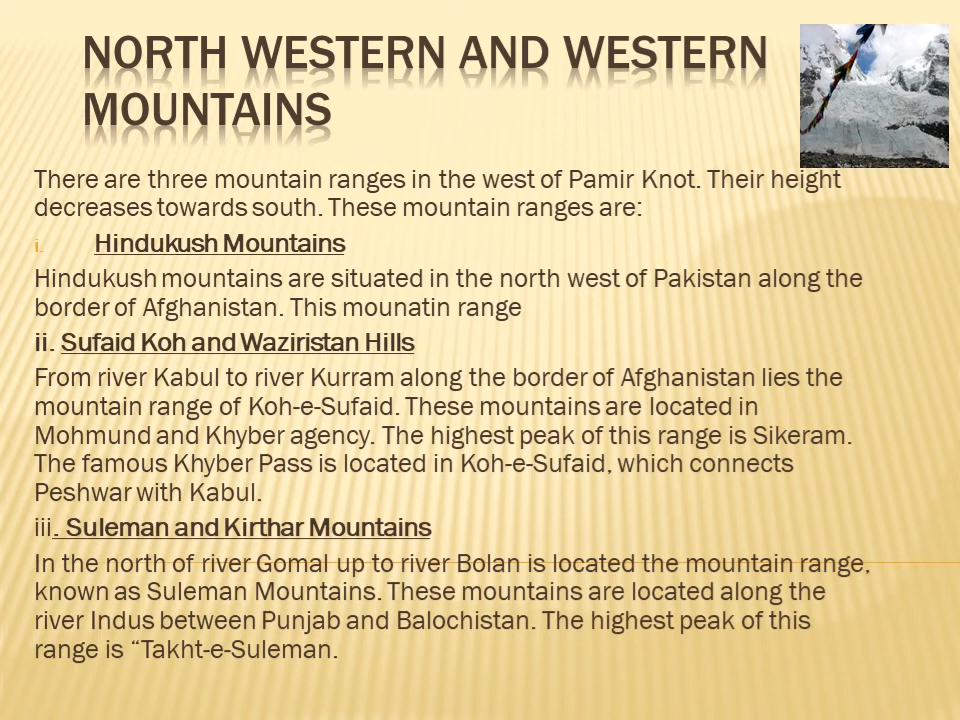 NORTH WESTERN AND WESTERN
MOUNTAINS
There are three mountain ranges in the west of Pamir Knot. Their height
decreases towards south. These mountain ranges are:
i. Hindukush Mountains
Hindukush mountains are situated in the north west of Pakistan along the
border of Afghanistan. This mounatin range
ii. Sufaid Koh and Waziristan Hills
From river Kabul to river Kurram along the border of Afghanistan lies the
mountain range of Koh-e-Sufaid. These mountains are located in
Mohmund and Khyber agency. The highest peak of this range is Sikeram.
The famous Khyber Pass is located in Koh-e-Sufaid, which connects
Peshwar with Kabul.
iii. Suleman and Kirthar Mountains
In the north of river Gomal up to river Bolan is located the mountain range,
known as Suleman Mountains. These mountains are located along the
river Indus between Punjab and Balochistan. The highest peak of this
range is “Takht-e-Suleman.